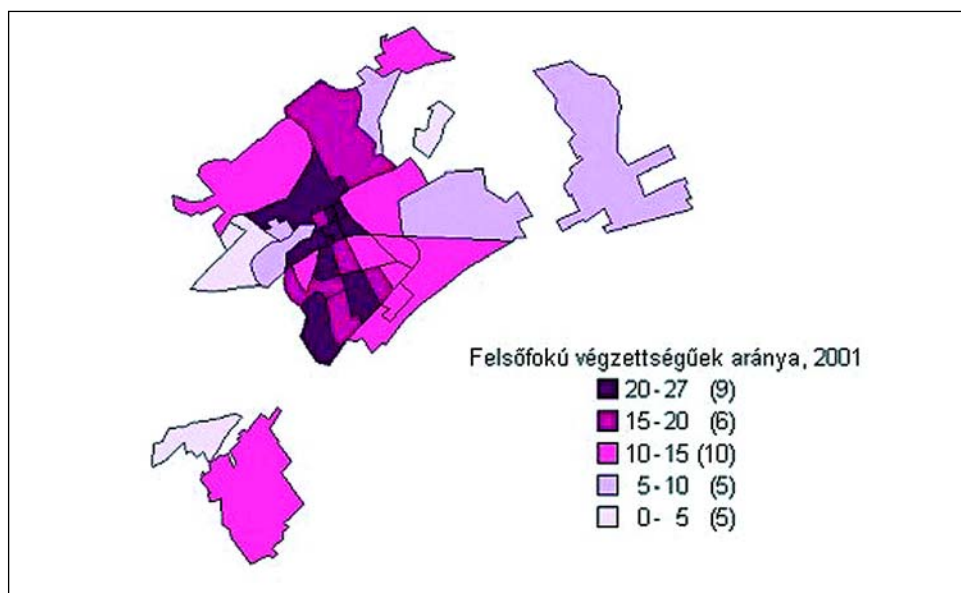 Felsőfokú végzettségűek aránya, 2001
20-27 (9)
15-20 (6)
10-15 (10)
5-10 (5)
0- 5 (5)